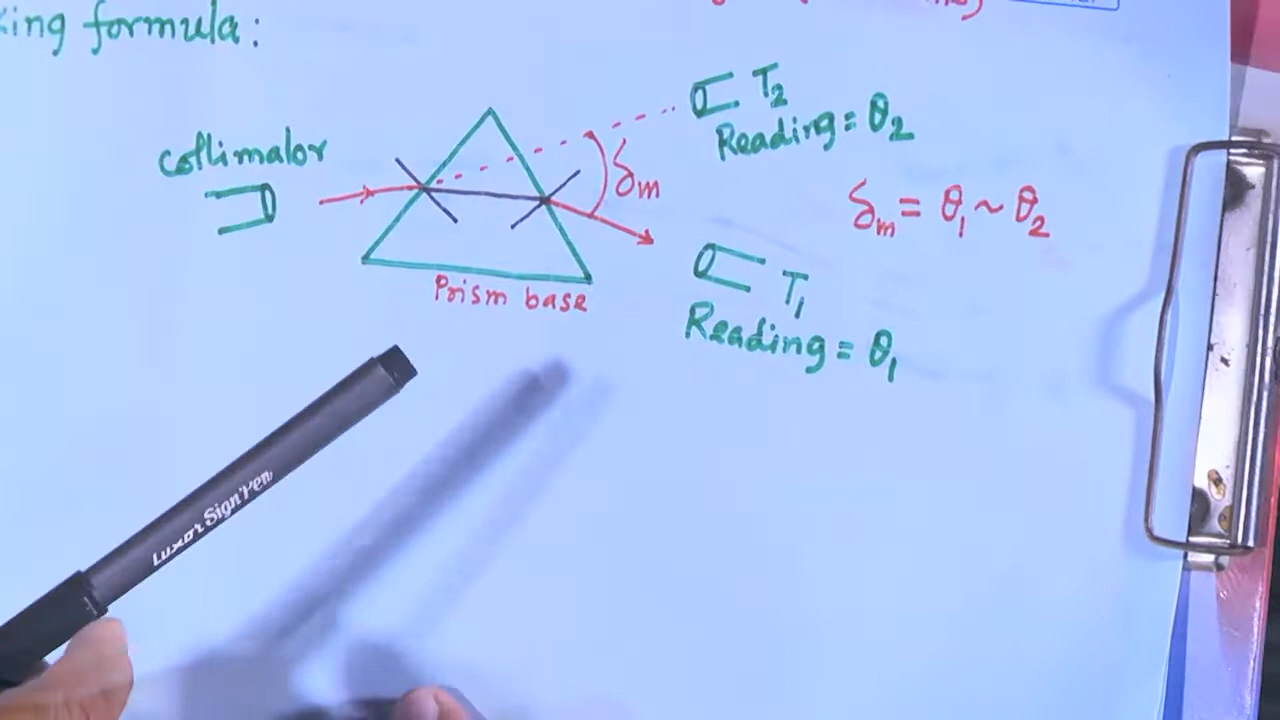 king formula:
collimator
T2
Reading = θ2
δm
δm = θ1 ~ θ2
T1
Prism base
Reading = θ1
Luxor Sign'Pen